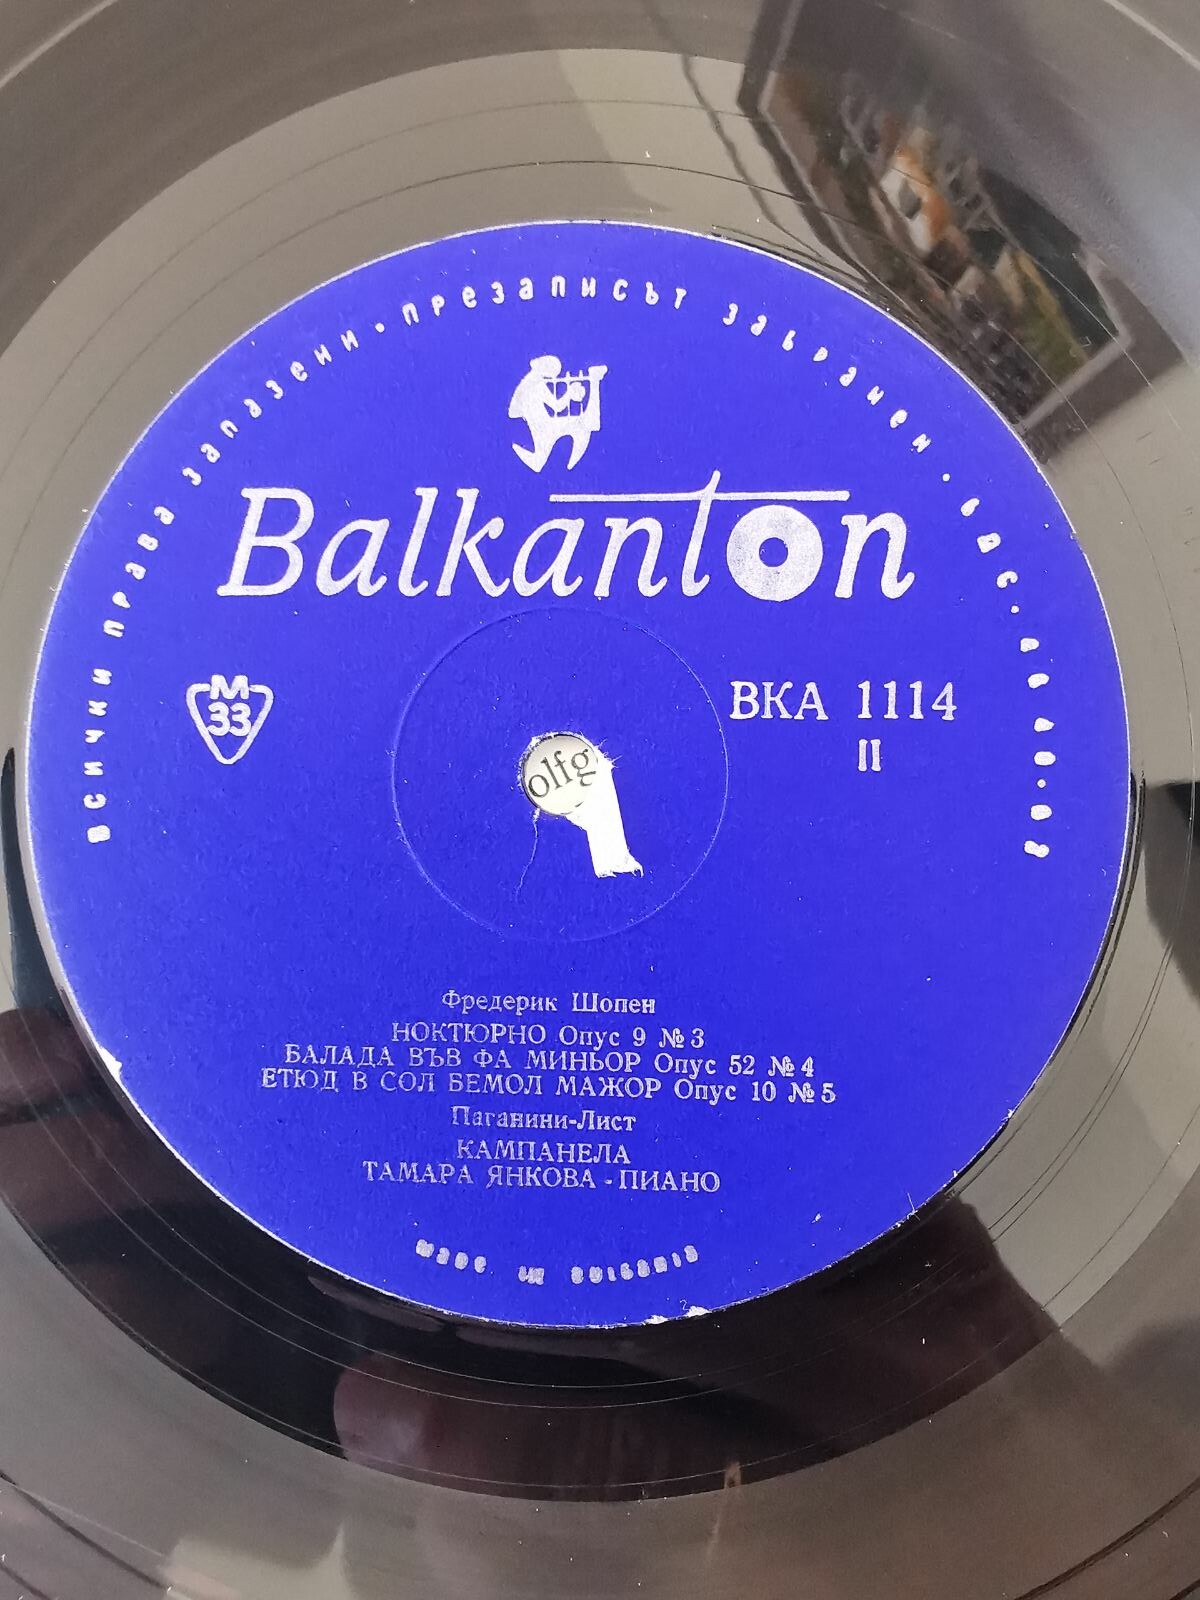 всички права запазени · презаписът забранен · бдс ·
Balkanton
М
33
ВКА 1114
II
olfg
Фредерик Шопен
НОКТЮРНО Опус 9 № 3
БАЛАДА ВЪВ ФА МИНЬОР Опус 52 № 4
ЕТЮД В СОЛ БЕМОЛ МАЖОР Опус 10 № 5
Паганини-Лист
КАМПАНЕЛА
ТАМАРА ЯНКОВА - ПИАНО
made in bulgaria